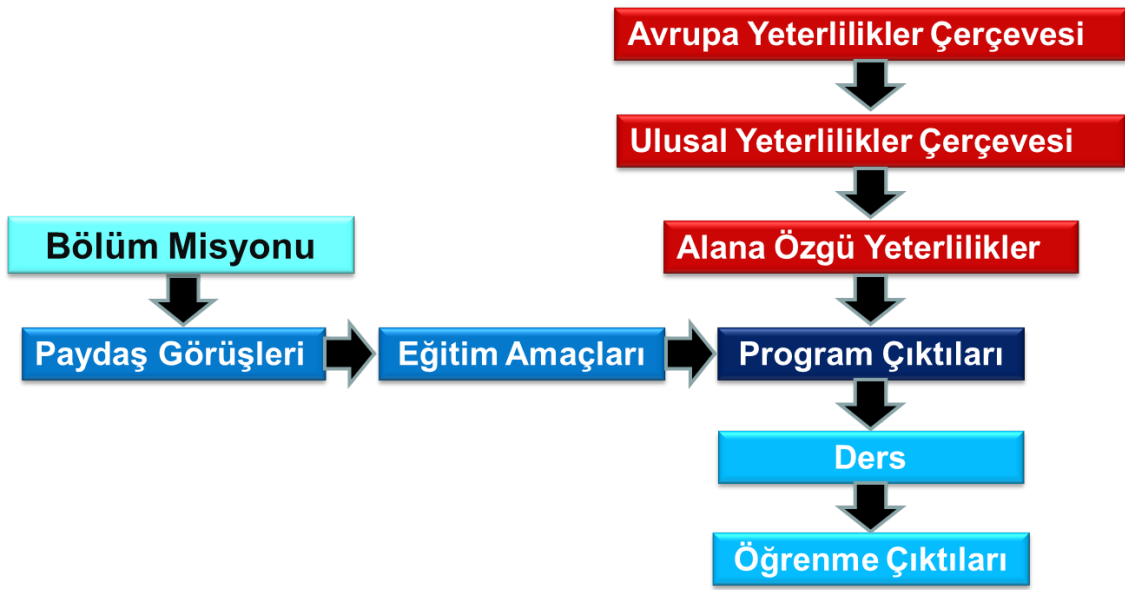 Avrupa Yeterlilikler Çerçevesi
Ulusal Yeterlilikler Çerçevesi
Bölüm Misyonu
Alana Özgü Yeterlilikler
Paydaş Görüşleri
Eğitim Amaçları
Program Çıktıları
Ders
Öğrenme Çıktıları